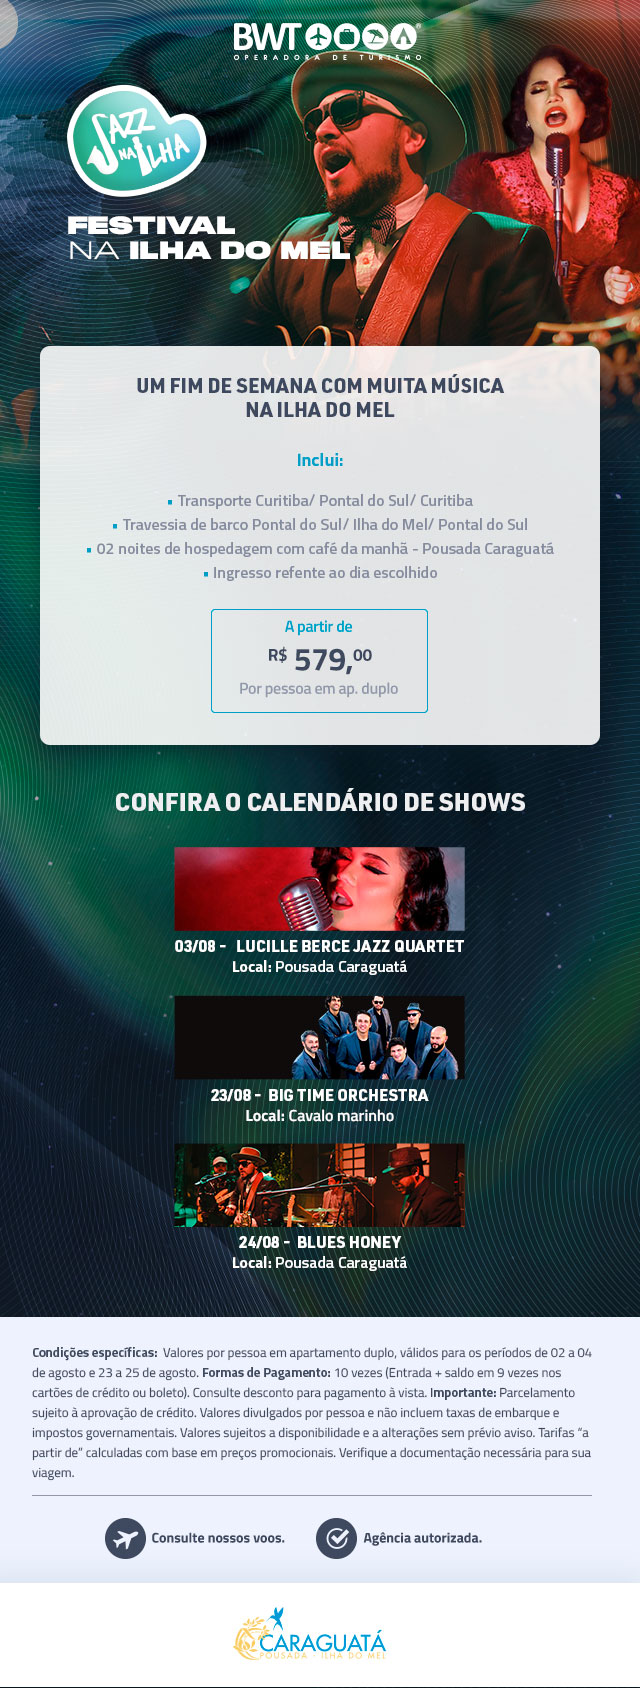 BWT
OPERADORA DE TURISMO
JAZZ
NA ILHA
FESTIVAL
NA ILHA DO MEL
UM FIM DE SEMANA COM MUITA MÚSICA
NA ILHA DO MEL
Inclui:
▪ Transporte Curitiba/ Pontal do Sul/ Curitiba
▪ Travessia de barco Pontal do Sul/ Ilha do Mel/ Pontal do Sul
▪ 02 noites de hospedagem com café da manhã - Pousada Caraguatá
▪ Ingresso refente ao dia escolhido
A partir de
R$ 579,00
Por pessoa em ap. duplo
CONFIRA O CALENDÁRIO DE SHOWS
03/08 - LUCILLE BERCE JAZZ QUARTET
Local: Pousada Caraguatá
23/08 - BIG TIME ORCHESTRA
Local: Cavalo marinho
24/08 - BLUES HONEY
Local: Pousada Caraguatá
Condições específicas: Valores por pessoa em apartamento duplo, válidos para os períodos de 02 a 04
de agosto e 23 a 25 de agosto. Formas de Pagamento: 10 vezes (Entrada + saldo em 9 vezes nos
cartões de crédito ou boleto). Consulte desconto para pagamento à vista. Importante: Parcelamento
sujeito à aprovação de crédito. Valores divulgados por pessoa e não incluem taxas de embarque e
impostos governamentais. Valores sujeitos a disponibilidade e a alterações sem prévio aviso. Tarifas “a
partir de” calculadas com base em preços promocionais. Verifique a documentação necessária para sua
viagem.
Consulte nossos voos.
Agência autorizada.
CARAGUATÁ
POUSADA - ILHA DO MEL